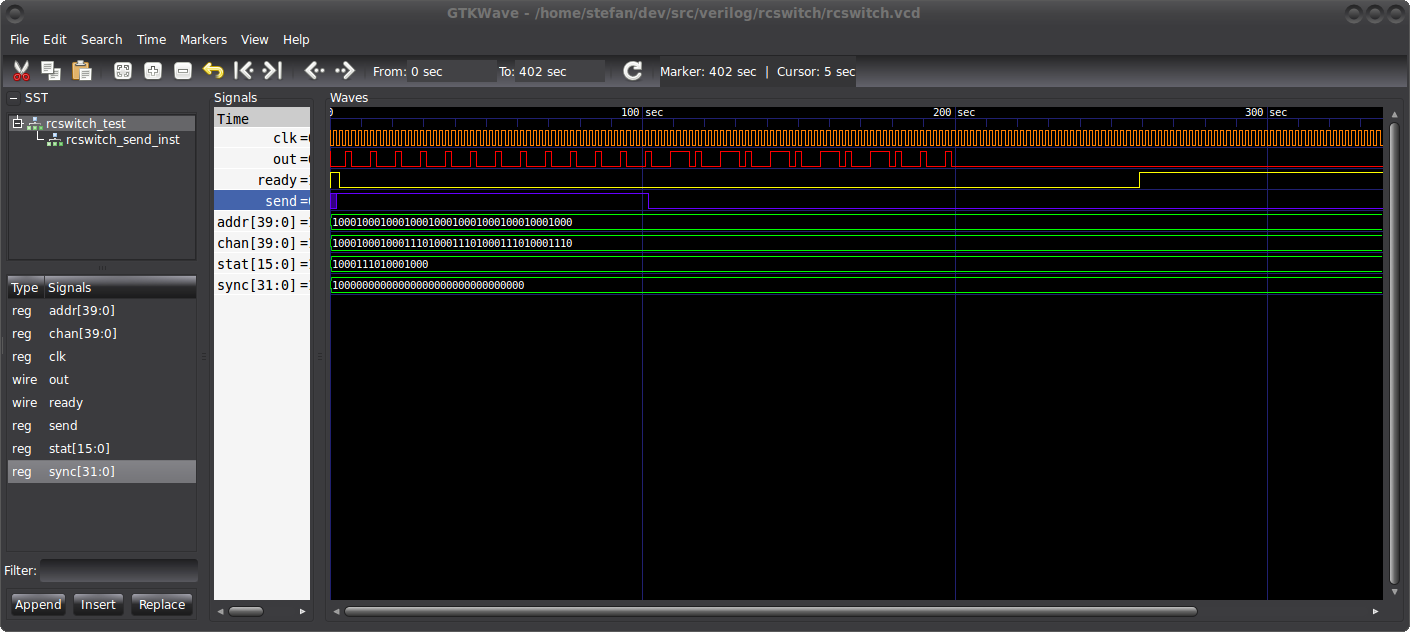 GTKWave - /home/stefan/dev/src/verilog/rcswitch/rcswitch.vcd
File Edit Search Time Markers View Help
From: 0 sec To: 402 sec Marker: 402 sec | Cursor: 5 sec
SST
rcswitch_test
rcswitch_send_inst
Type Signals
reg addr[39:0]
reg chan[39:0]
reg clk
wire out
wire ready
reg send
reg stat[15:0]
reg sync[31:0]
Filter:
Append Insert Replace
Signals
Time
clk =
out =
ready =
send =
addr[39:0] =
chan[39:0] =
stat[15:0] =
sync[31:0] =
Waves
0 100 sec 200 sec 300 sec
1000100010001000100010001000100010001000
1000100010001110100011101000111010001110
1000111010001000
10000000000000000000000000000000